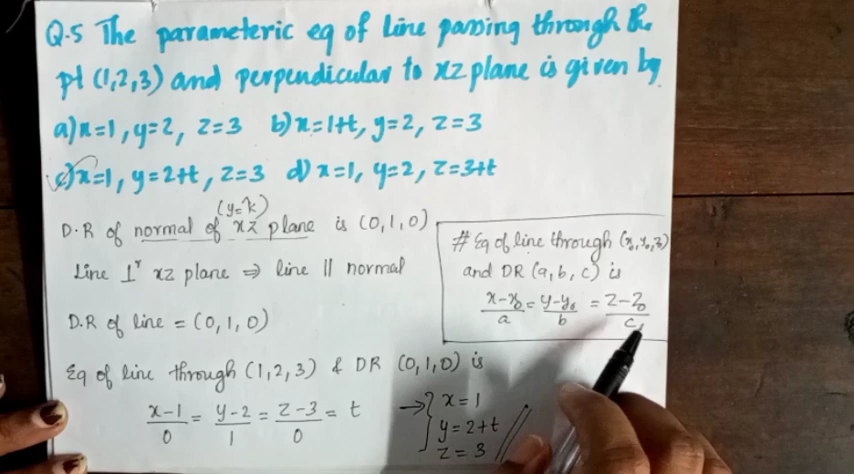 Q.5 The parameteric eq of line passing through the
pt (1,2,3) and perpendicular to xz plane is given by
a) x=1, y=2, z=3 b) x=1+t, y=2, z=3
c) x=1, y=2+t, z=3 d) x=1, y=2, z=3+t
(y=k)
D.R of normal of xz plane is (0,1,0)
Line ⊥r xz plane ⇒ line || normal
D.R of line = (0,1,0)
Eq of line through (1,2,3) & DR (0,1,0) is
x-1/0 = y-2/1 = z-3/0 = t
→ { x=1
y=2+t
z=3 //
# Eq of line through (x₀,y₀,z₀)
and DR (a,b,c) is
x-x₀/a = y-y₀/b = z-z₀/c